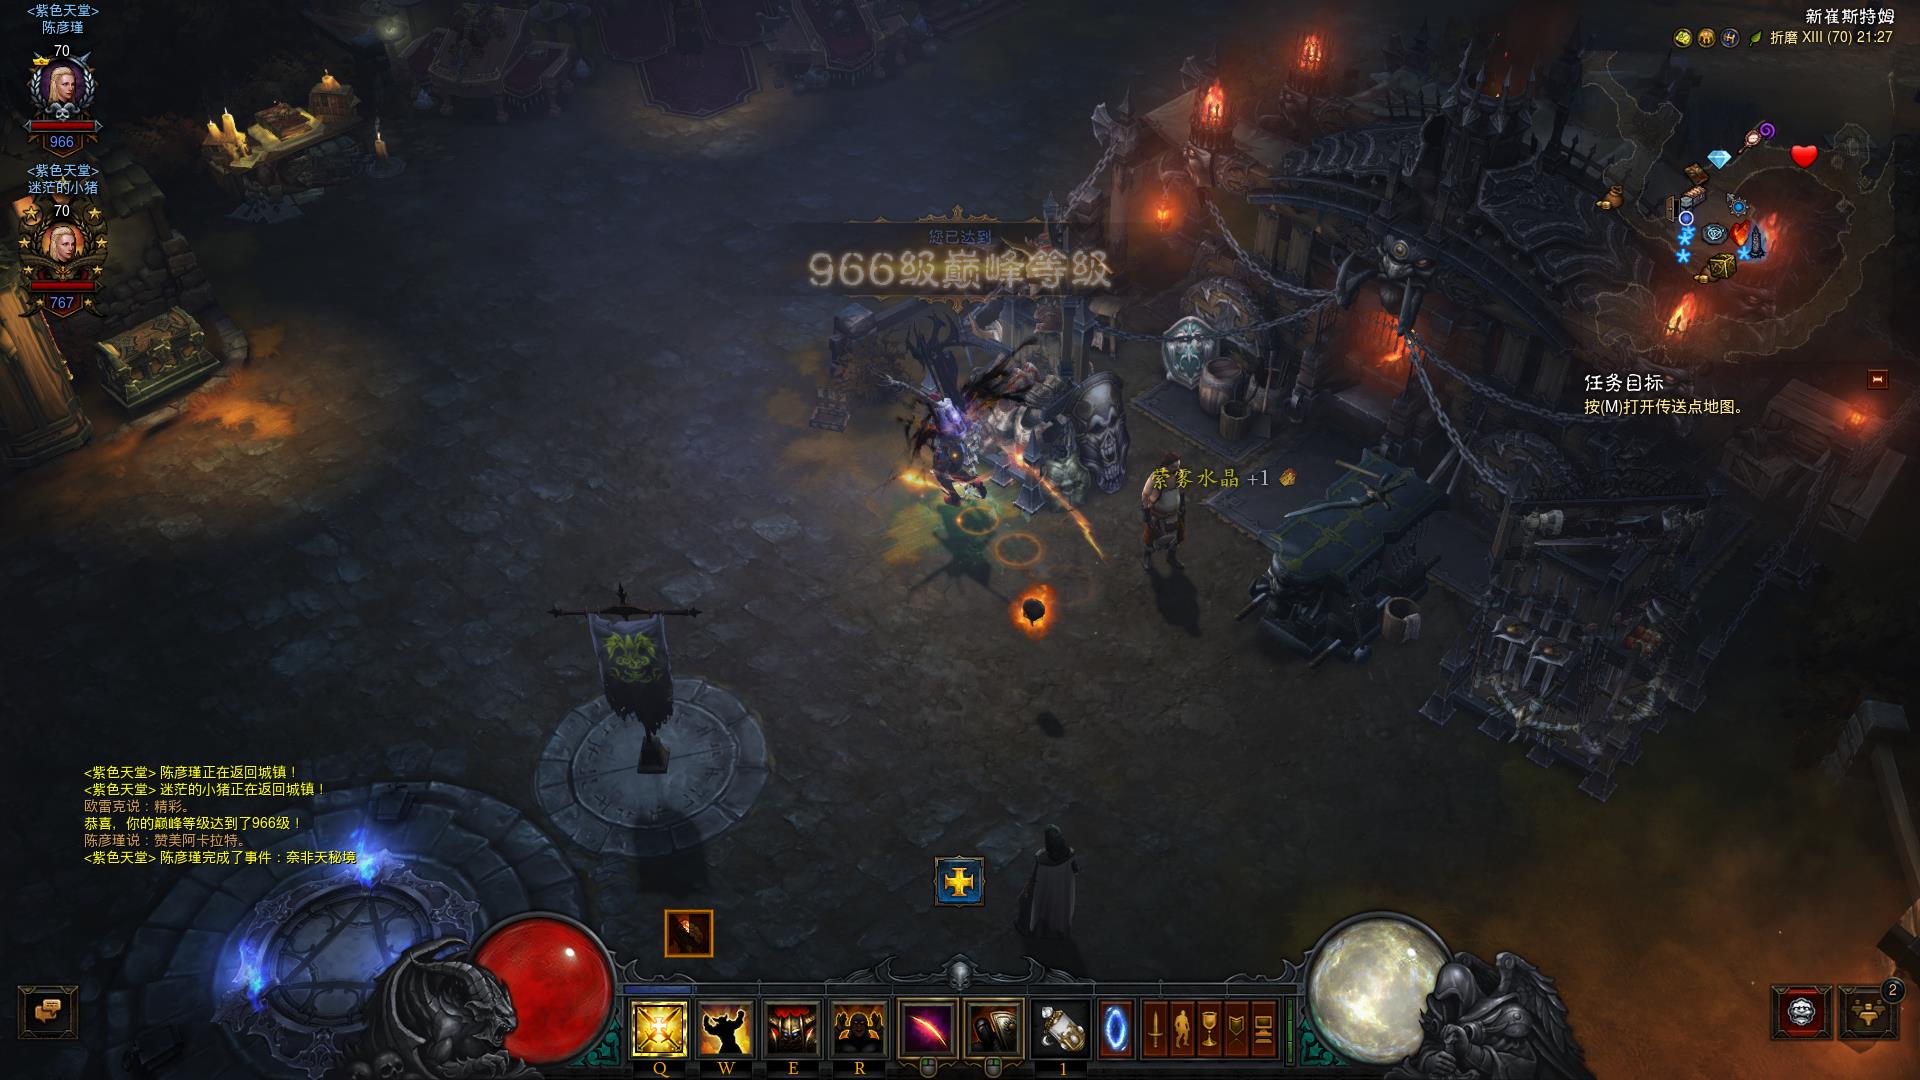 <紫色天堂>
陈彦瑾
70
966
<紫色天堂>
迷茫的小猪
70
767
新崔斯特姆
折磨 XIII (70) 21:27
您已达到
966级巅峰等级
任务目标
按(M)打开传送点地图。
萦雾水晶 +1
<紫色天堂> 陈彦瑾正在返回城镇！
<紫色天堂> 迷茫的小猪正在返回城镇！
欧雷克说：精彩。
恭喜，你的巅峰等级达到了966级！
陈彦瑾说：赞美阿卡拉特。
<紫色天堂> 陈彦瑾完成了事件：奈非天秘境
2
Q W E R 1